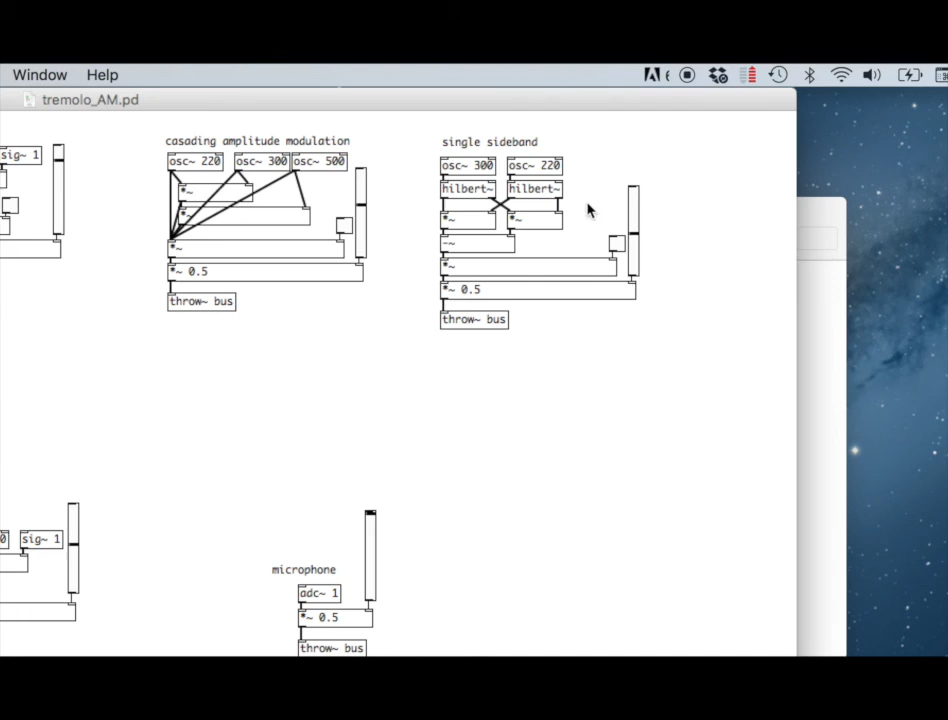 Window Help
tremolo_AM.pd
sig~ 1
casading amplitude modulation
osc~ 220 osc~ 300 osc~ 500
*~
*~
*~
*~ 0.5
throw~ bus
single sideband
osc~ 300 osc~ 220
hilbert~ hilbert~
*~ *~
-~
*~
*~ 0.5
throw~ bus
0 sig~ 1
microphone
adc~ 1
*~ 0.5
throw~ bus